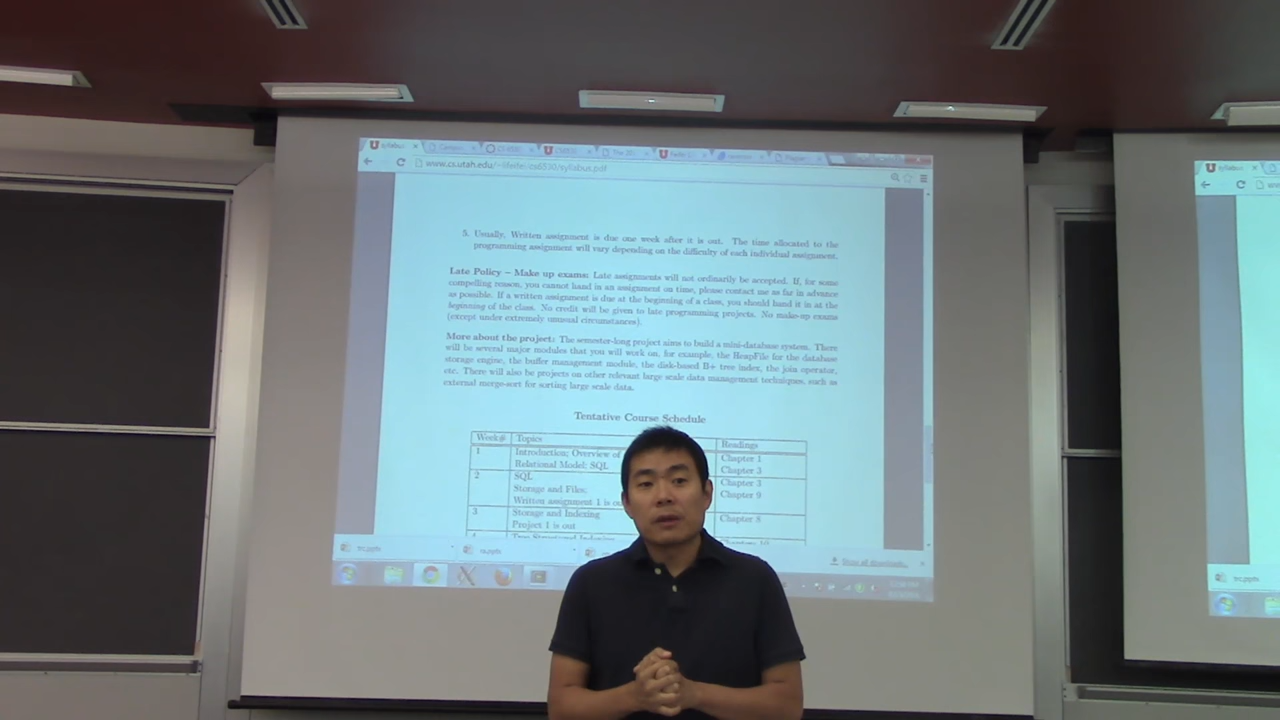 syllabus
www.cs.utah.edu/~lifeifei/cs6530/syllabus.pdf
5. Usually, Written assignment is due one week after it is out. The time allocated to the
programming assignment will vary depending on the difficulty of each individual assignment.
Late Policy – Make up exams: Late assignments will not ordinarily be accepted. If, for some
compelling reason, you cannot hand in an assignment on time, please contact me as far in advance
as possible. If a written assignment is due at the beginning of a class, you should hand it in at the
beginning of the class. No credit will be given to late programming projects. No make-up exams
(except under extremely unusual circumstances).
More about the project: The semester-long project aims to build a mini-database system. There
will be several major modules that you will work on, for example, the HeapFile for the database
storage engine, the buffer management module, the disk-based B+ tree index, the join operator,
etc. There will also be projects on other relevant large scale data management techniques, such as
external merge-sort for sorting large scale data.
Tentative Course Schedule
Week# Topics Readings
1 Introduction; Overview of Chapter 1
Relational Model; SQL Chapter 3
2 SQL Chapter 3
Storage and Files; Chapter 9
Written assignment 1 is
3 Storage and Indexing Chapter 8
Project 1 is out
Show all downloads...
syllabus